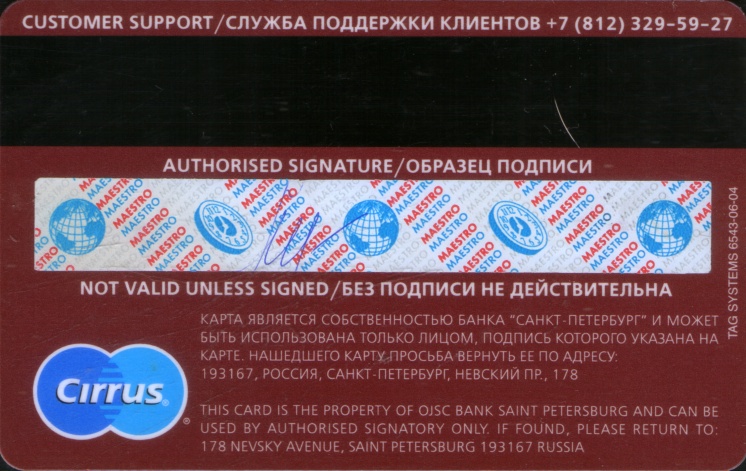 CUSTOMER SUPPORT/СЛУЖБА ПОДДЕРЖКИ КЛИЕНТОВ +7 (812) 329-59-27
AUTHORISED SIGNATURE/ОБРАЗЕЦ ПОДПИСИ
MAESTRO MAESTRO MAESTRO MAESTRO
NOT VALID UNLESS SIGNED/БЕЗ ПОДПИСИ НЕ ДЕЙСТВИТЕЛЬНА
TAG SYSTEMS 6543-06-04
КАРТА ЯВЛЯЕТСЯ СОБСТВЕННОСТЬЮ БАНКА "САНКТ-ПЕТЕРБУРГ" И МОЖЕТ
БЫТЬ ИСПОЛЬЗОВАНА ТОЛЬКО ЛИЦОМ, ПОДПИСЬ КОТОРОГО УКАЗАНА НА
КАРТЕ. НАШЕДШЕГО КАРТУ ПРОСЬБА ВЕРНУТЬ ЕЕ ПО АДРЕСУ:
193167, РОССИЯ, САНКТ-ПЕТЕРБУРГ, НЕВСКИЙ ПР., 178
Cirrus®
THIS CARD IS THE PROPERTY OF OJSC BANK SAINT PETERSBURG AND CAN BE
USED BY AUTHORISED SIGNATORY ONLY. IF FOUND, PLEASE RETURN TO:
178 NEVSKY AVENUE, SAINT PETERSBURG 193167 RUSSIA